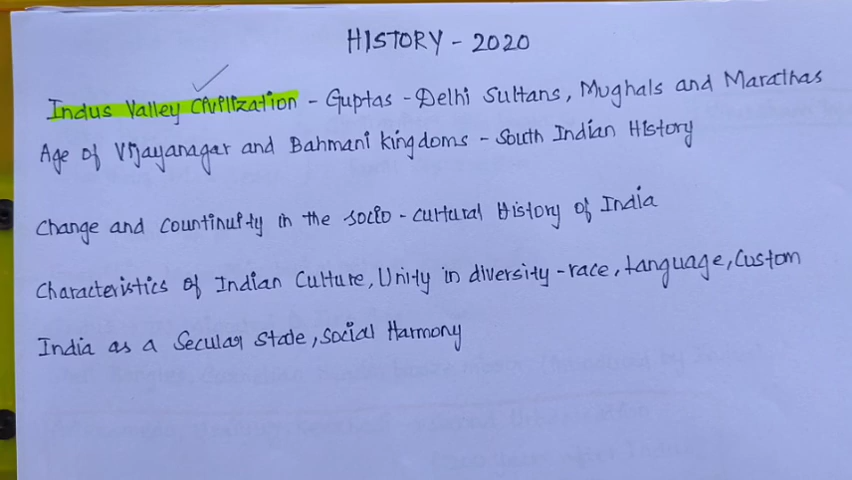 HISTORY - 2020
Indus Valley Civilization - Guptas - Delhi Sultans, Mughals and Marathas
Age of Vijayanagar and Bahmani Kingdoms - South Indian History
Change and Countinuity in the Socio - Cultural History of India
Characteristics of Indian Culture, Unity in diversity - race, Language, Custom
India as a Secular State, Social Harmony